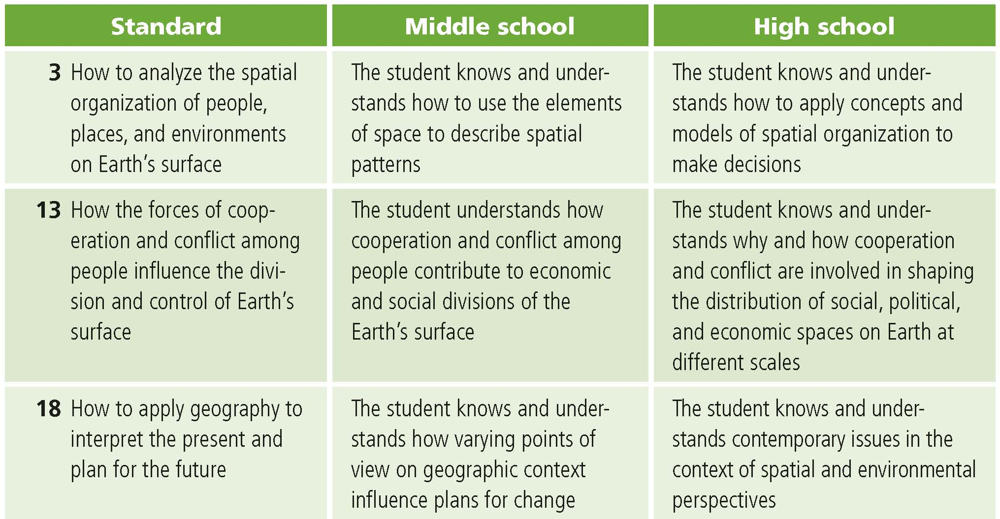 Standard
Middle school
High school
3 How to analyze the spatial
organization of people,
places, and environments
on Earth’s surface
The student knows and under-
stands how to use the elements
of space to describe spatial
patterns
The student knows and under-
stands how to apply concepts and
models of spatial organization to
make decisions
13 How the forces of coop-
eration and conflict among
people influence the divi-
sion and control of Earth’s
surface
The student understands how
cooperation and conflict among
people contribute to economic
and social divisions of the
Earth’s surface
The student knows and under-
stands why and how cooperation
and conflict are involved in shaping
the distribution of social, political,
and economic spaces on Earth at
different scales
18 How to apply geography to
interpret the present and
plan for the future
The student knows and under-
stands how varying points of
view on geographic context
influence plans for change
The student knows and under-
stands contemporary issues in the
context of spatial and environmental
perspectives